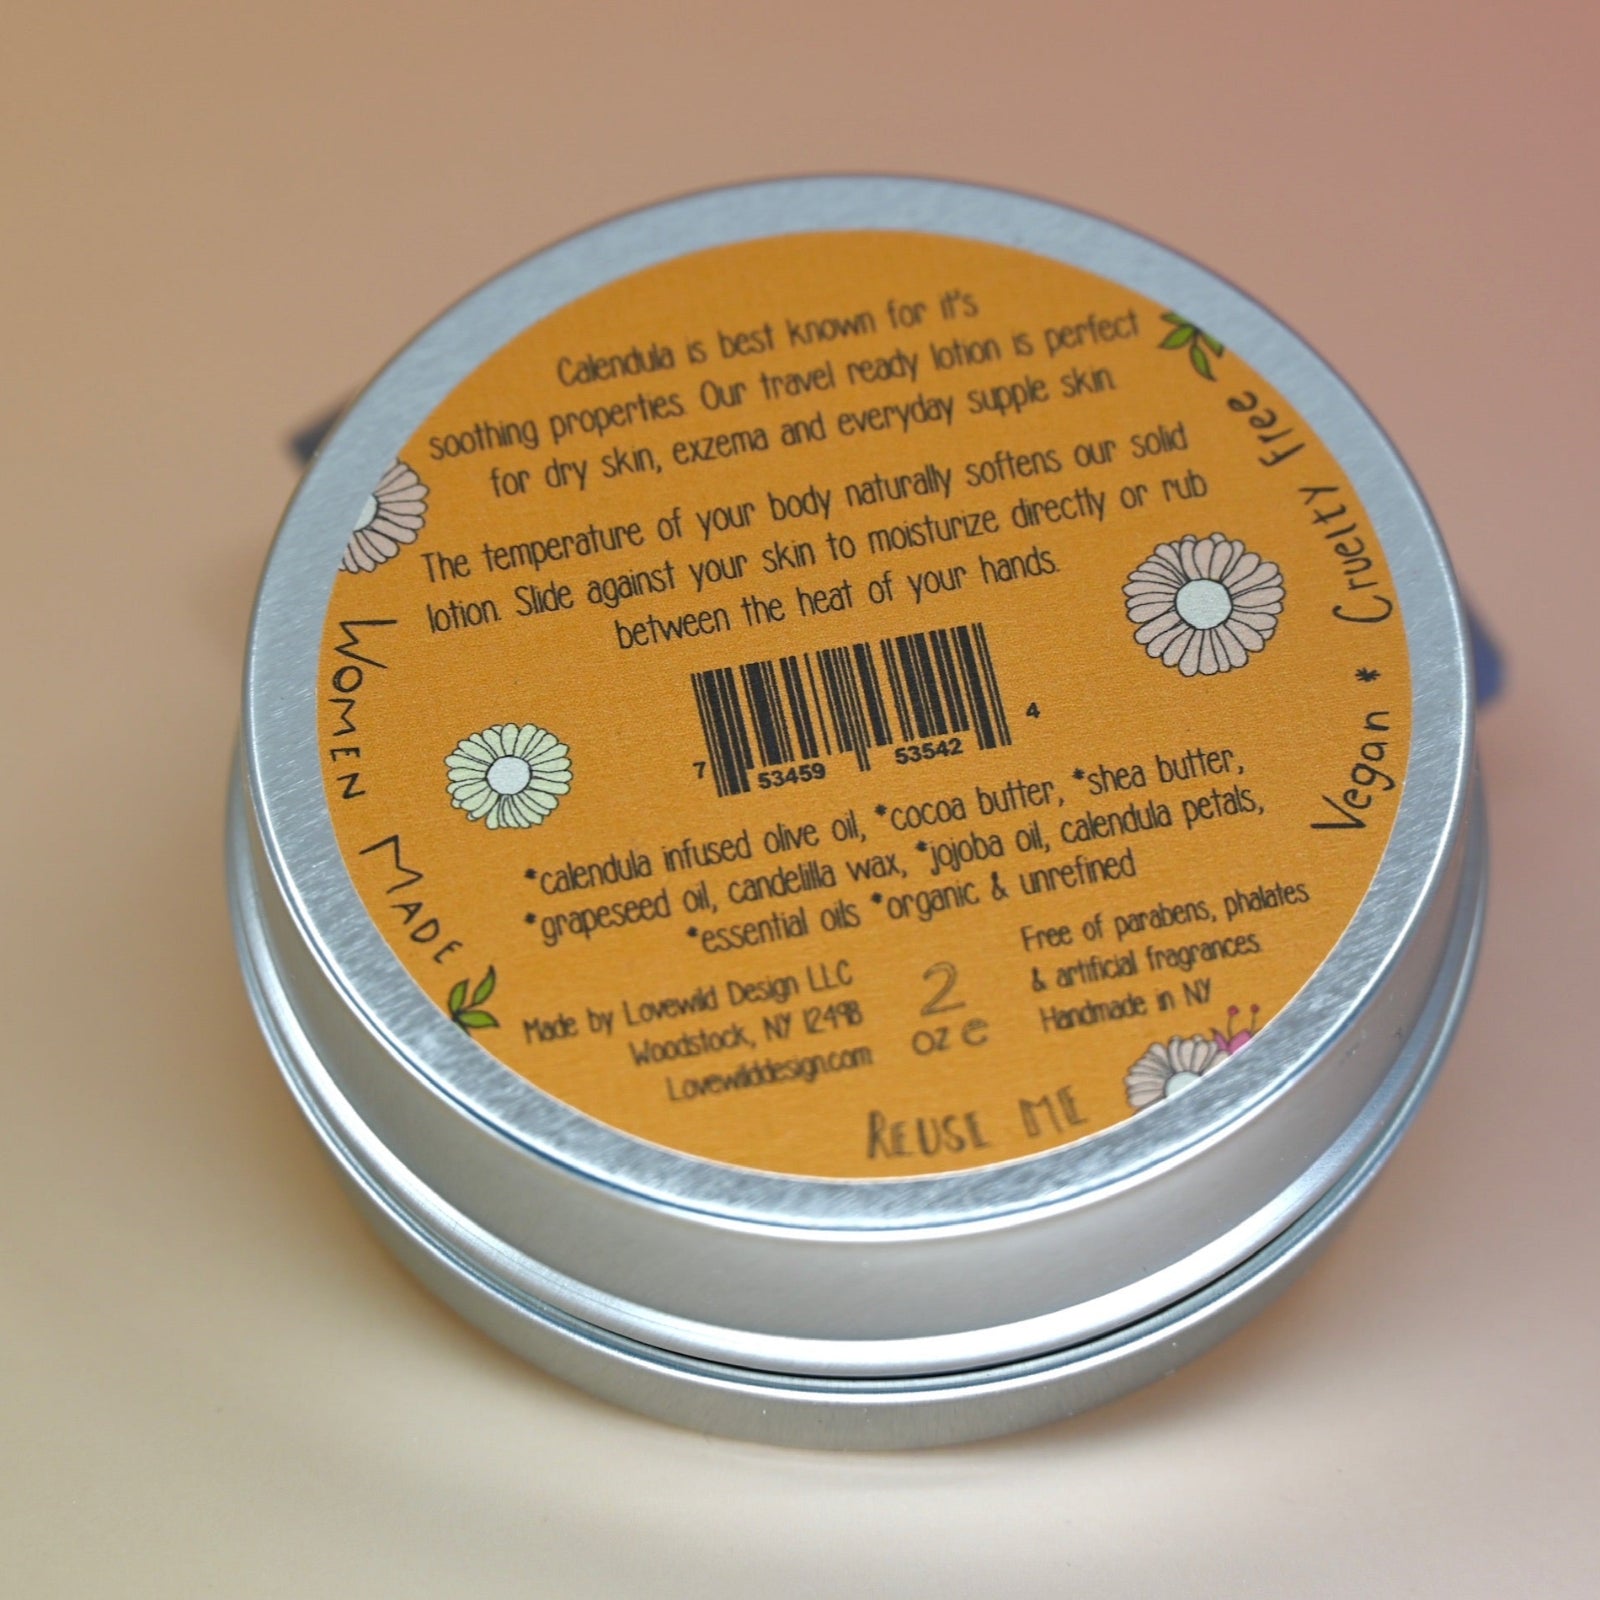 Calendula is best known for it's
soothing properties. Our travel ready lotion is perfect
for dry skin, exzema and everyday supple skin.
The temperature of your body naturally softens our solid
lotion. Slide against your skin to moisturize directly or rub
between the heat of your hands.
7 53459 53542 4
*calendula infused olive oil, *cocoa butter, *shea butter,
*grapeseed oil, candelilla wax, *jojoba oil, calendula petals,
*essential oils *organic & unrefined
Made by Lovewild Design LLC
Woodstock, NY 12498
Lovewilddesign.com
2
oz e
Free of parabens, phalates
& artificial fragrances.
Handmade in NY
REUSE ME
WOMEN MADE
Vegan * Cruelty Free